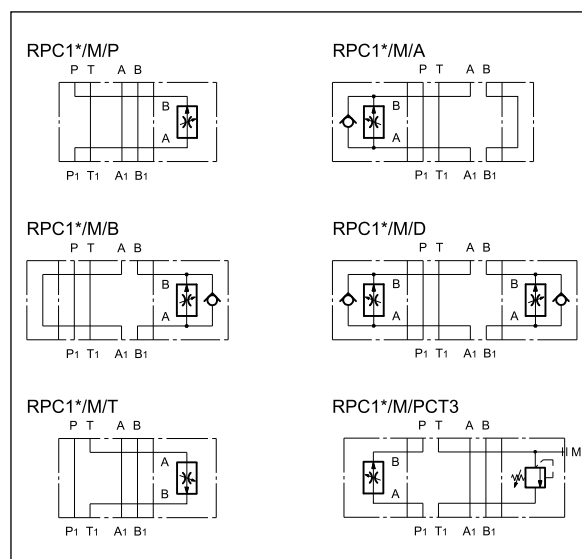 RPC1*/M/P
P T A B
B
A
P1 T1 A1 B1
RPC1*/M/A
P T A B
B
A
P1 T1 A1 B1
RPC1*/M/B
P T A B
B
A
P1 T1 A1 B1
RPC1*/M/D
P T A B
B
A
P1 T1 A1 B1
RPC1*/M/T
P T A B
A
B
P1 T1 A1 B1
RPC1*/M/PCT3
P T A B
M
B
A
P1 T1 A1 B1